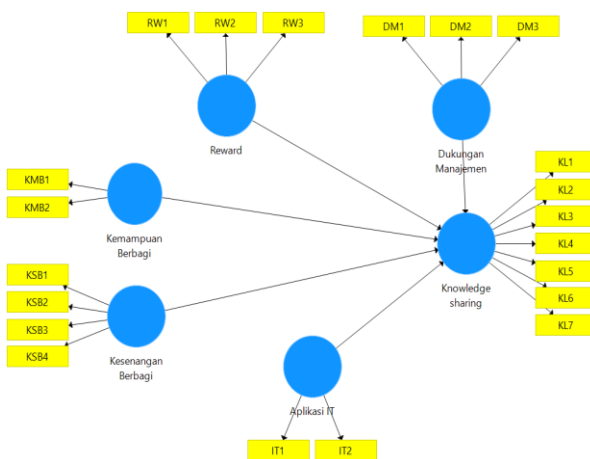 RW1
RW2
RW3
DM1
DM2
DM3
Reward
Dukungan
Manajemen
KMB1
KMB2
Kemampuan
Berbagi
KL1
KL2
KL3
KL4
KL5
KL6
KL7
Knowledge
sharing
KSB1
KSB2
KSB3
KSB4
Kesenangan
Berbagi
Aplikasi IT
IT1
IT2